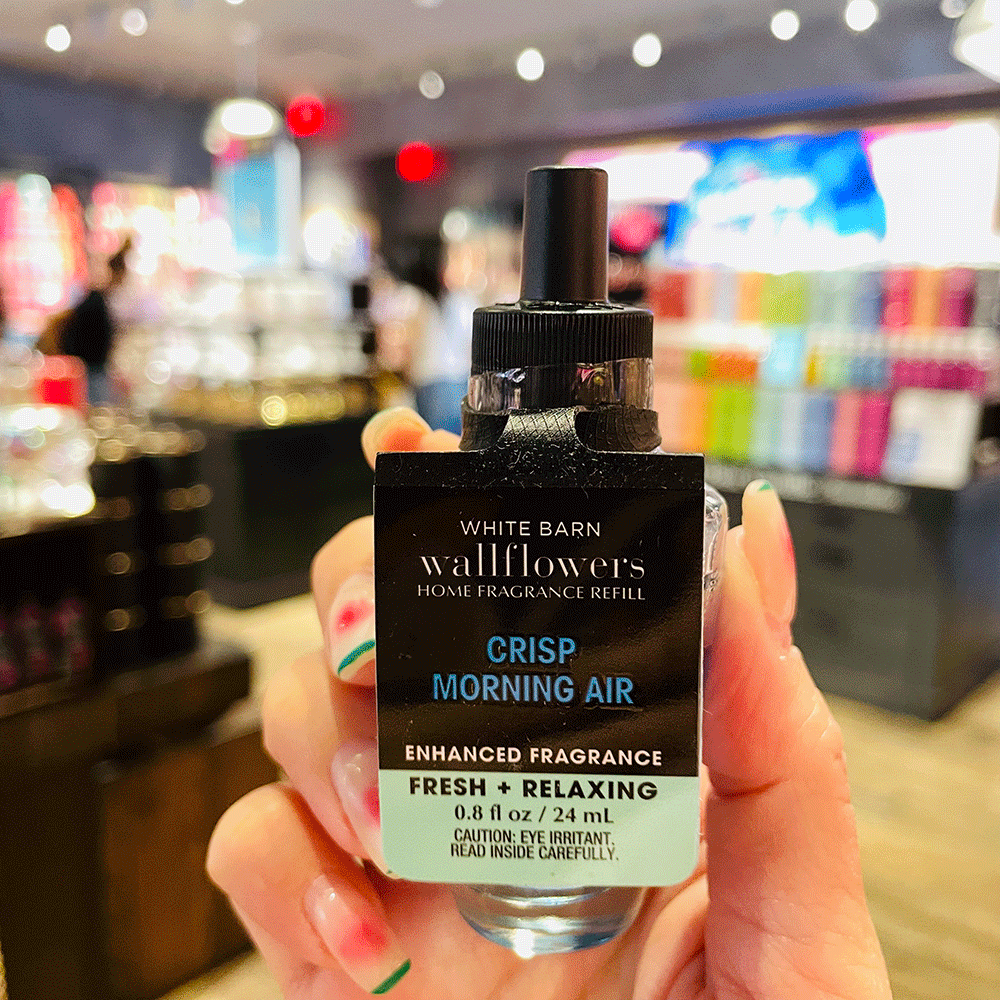 WHITE BARN
wallflowers
HOME FRAGRANCE REFILL
CRISP
MORNING AIR
ENHANCED FRAGRANCE
FRESH + RELAXING
0.8 fl oz / 24 mL
CAUTION: EYE IRRITANT.
READ INSIDE CAREFULLY.